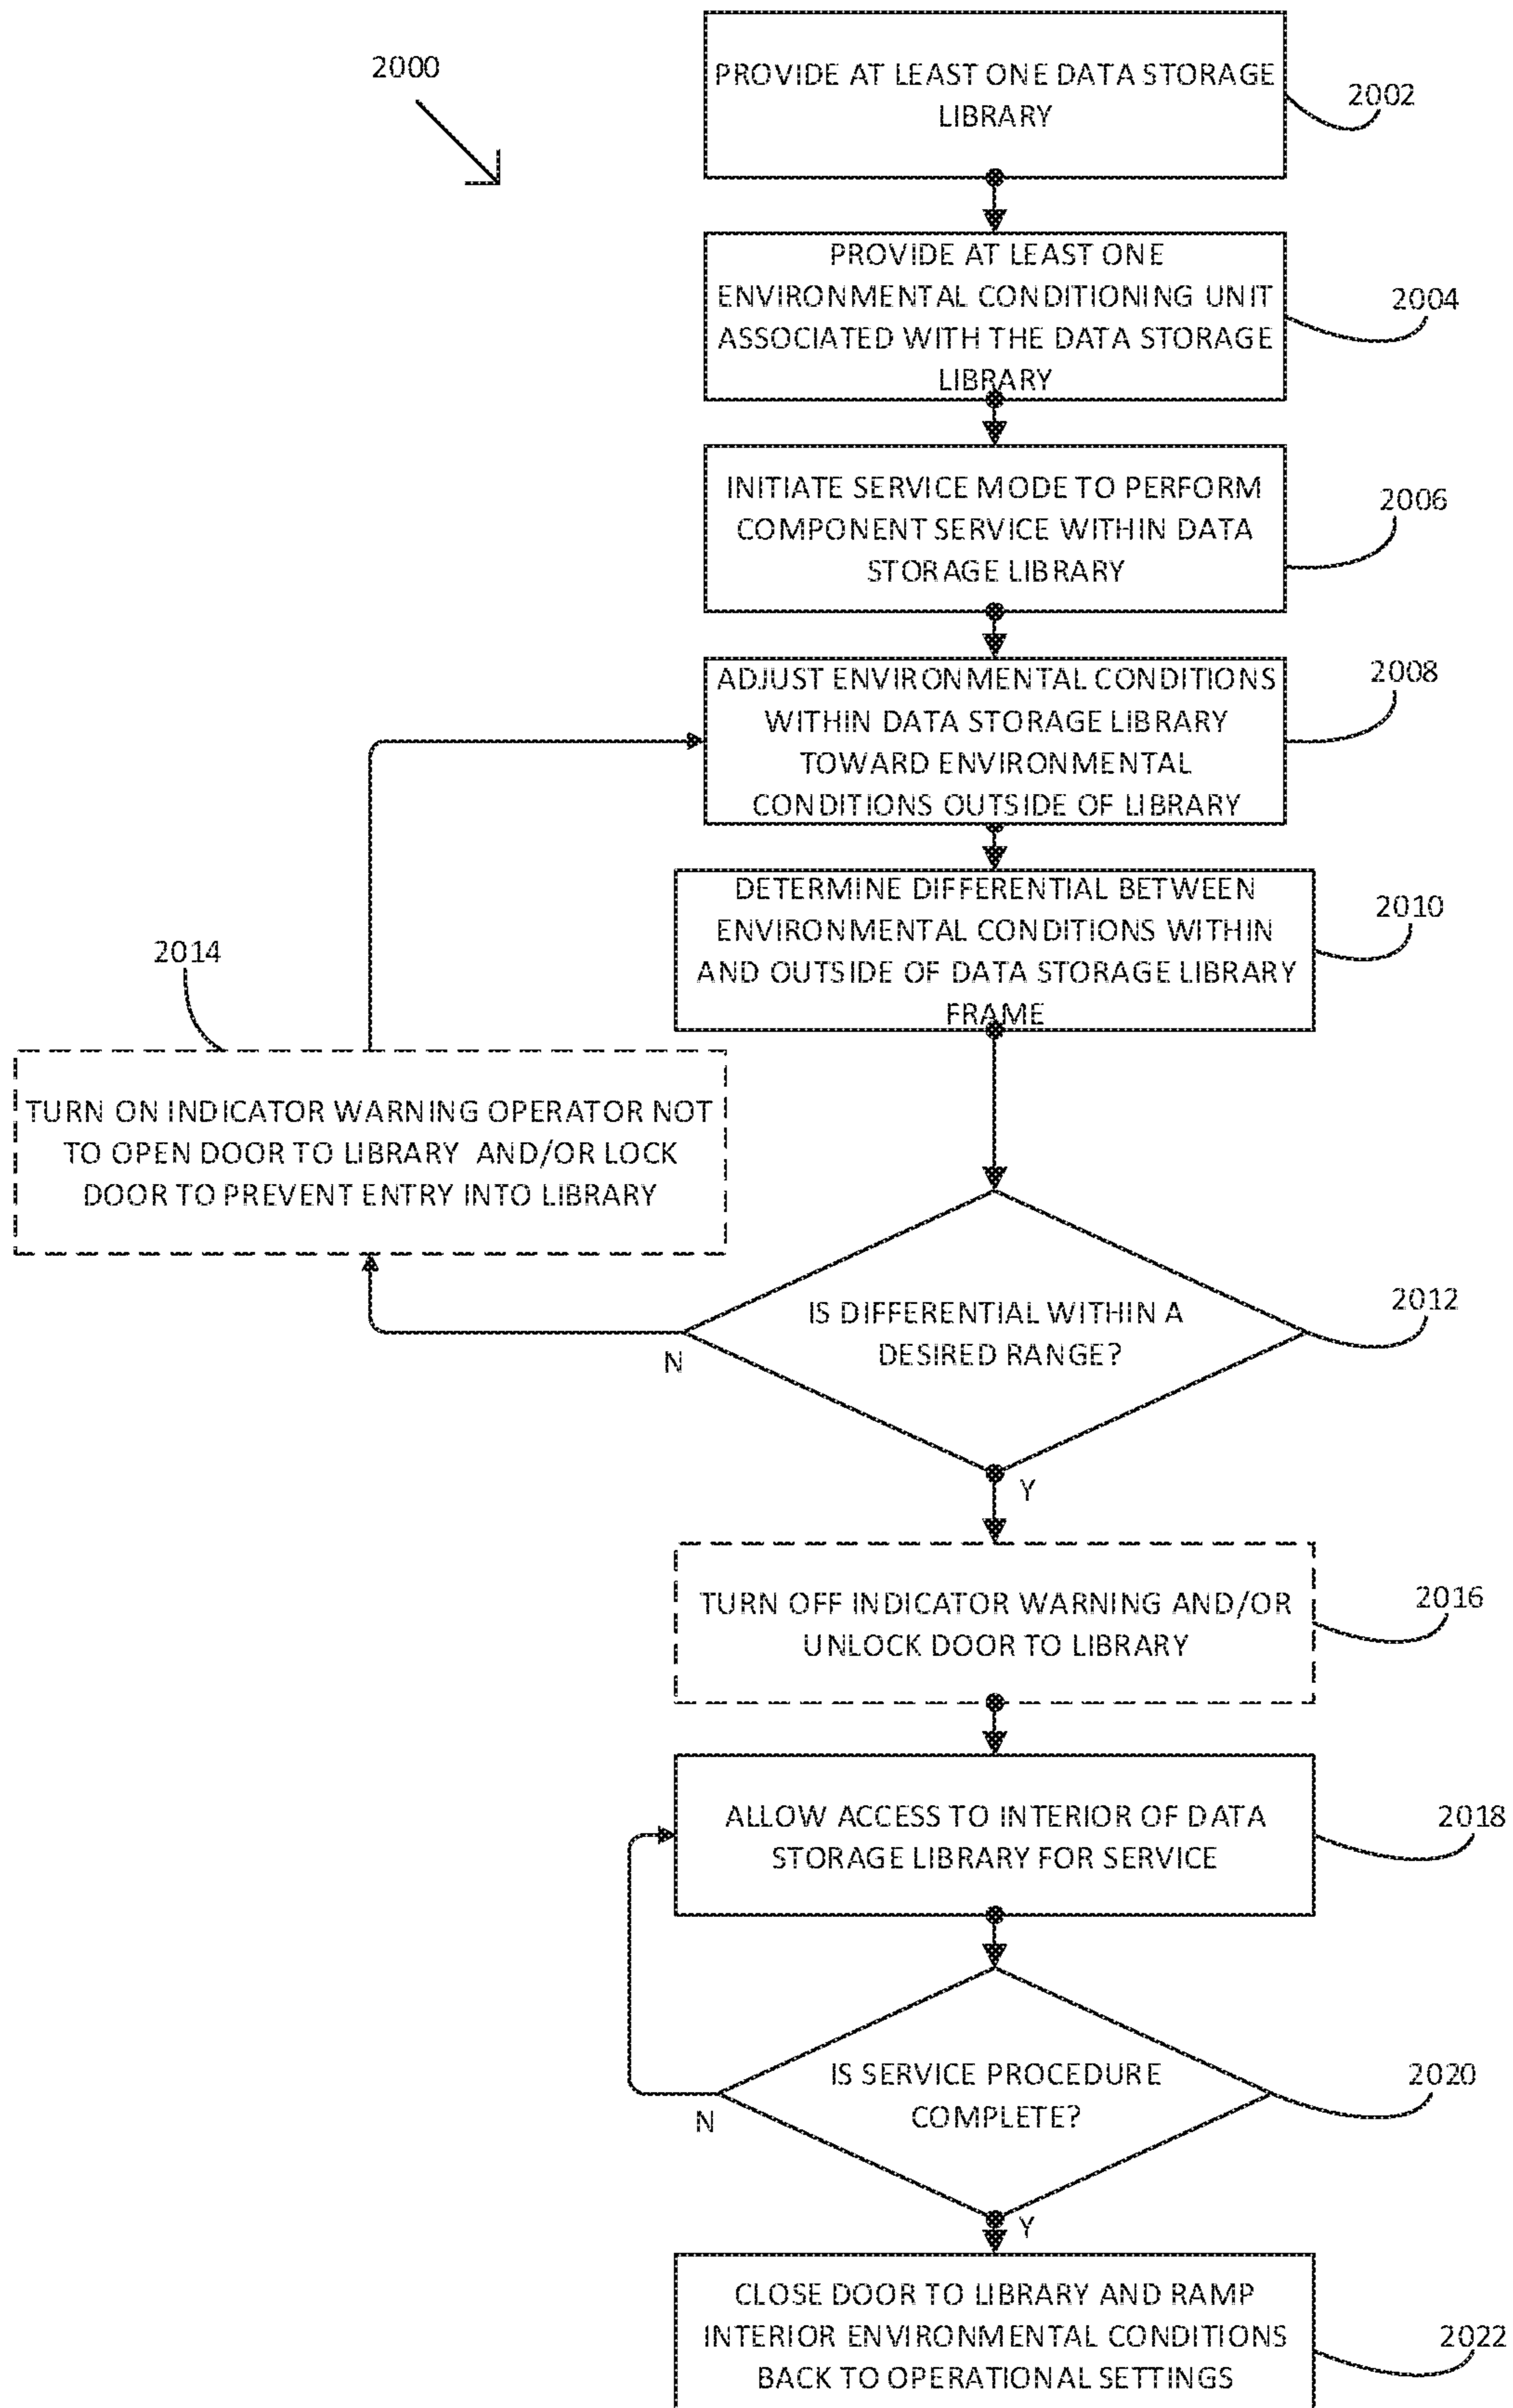 2000
PROVIDE AT LEAST ONE DATA STORAGE
LIBRARY
2002
PROVIDE AT LEAST ONE
ENVIRONMENTAL CONDITIONING UNIT
ASSOCIATED WITH THE DATA STORAGE
LIBRARY
2004
INITIATE SERVICE MODE TO PERFORM
COMPONENT SERVICE WITHIN DATA
STORAGE LIBRARY
2006
ADJUST ENVIRONMENTAL CONDITIONS
WITHIN DATA STORAGE LIBRARY
TOWARD ENVIRONMENTAL
CONDITIONS OUTSIDE OF LIBRARY
2008
DETERMINE DIFFERENTIAL BETWEEN
ENVIRONMENTAL CONDITIONS WITHIN
AND OUTSIDE OF DATA STORAGE LIBRARY
FRAME
2010
2014
TURN ON INDICATOR WARNING OPERATOR NOT
TO OPEN DOOR TO LIBRARY AND/OR LOCK
DOOR TO PREVENT ENTRY INTO LIBRARY
IS DIFFERENTIAL WITHIN A
DESIRED RANGE?
2012
N
Y
TURN OFF INDICATOR WARNING AND/OR
UNLOCK DOOR TO LIBRARY
2016
ALLOW ACCESS TO INTERIOR OF DATA
STORAGE LIBRARY FOR SERVICE
2018
IS SERVICE PROCEDURE
COMPLETE?
2020
N
Y
CLOSE DOOR TO LIBRARY AND RAMP
INTERIOR ENVIRONMENTAL CONDITIONS
BACK TO OPERATIONAL SETTINGS
2022